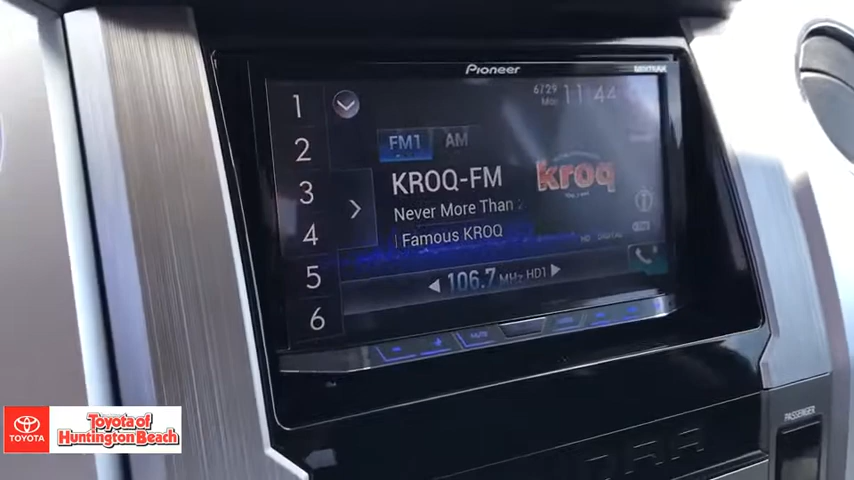 Pioneer
6/29
MON
11:44
1
2
3
4
5
6
FM1
AM
KROQ-FM
Never More Than 2
Famous KROQ
kroq
HD
106.7 MHz HD1
MUTE
PASSENGER
TOYOTA
Toyota of
Huntington Beach